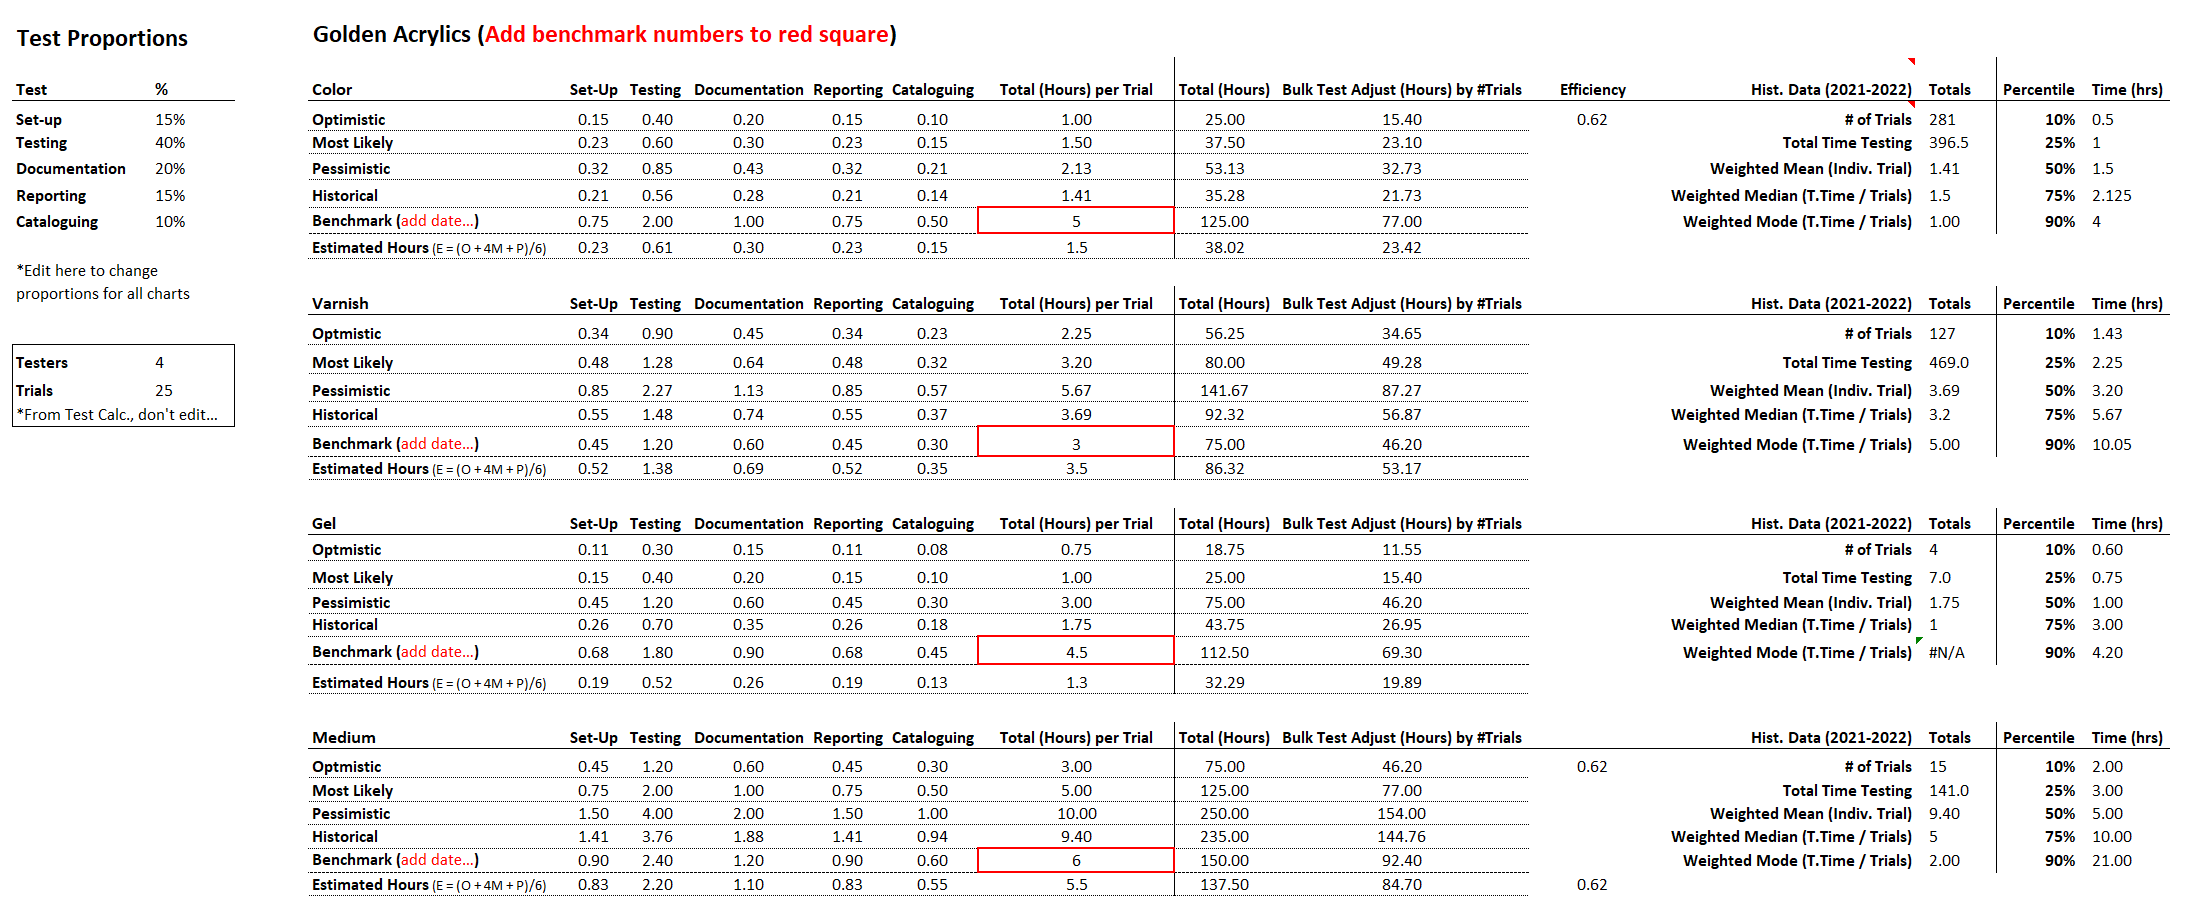 Test Proportions
Golden Acrylics (Add benchmark numbers to red square)
Test %
Set-up 15%
Testing 40%
Documentation 20%
Reporting 15%
Cataloguing 10%
*Edit here to change
proportions for all charts
Testers 4
Trials 25
*From Test Calc., don't edit...
Color Set-Up Testing Documentation Reporting Cataloguing Total (Hours) per Trial Total (Hours) Bulk Test Adjust (Hours) by #Trials Efficiency Hist. Data (2021-2022) Totals Percentile Time (hrs)
Optimistic 0.15 0.40 0.20 0.15 0.10 1.00 25.00 15.40 0.62 # of Trials 281 10% 0.5
Most Likely 0.23 0.60 0.30 0.23 0.15 1.50 37.50 23.10 Total Time Testing 396.5 25% 1
Pessimistic 0.32 0.85 0.43 0.32 0.21 2.13 53.13 32.73 Weighted Mean (Indiv. Trial) 1.41 50% 1.5
Historical 0.21 0.56 0.28 0.21 0.14 1.41 35.28 21.73 Weighted Median (T.Time / Trials) 1.5 75% 2.125
Benchmark (add date...) 0.75 2.00 1.00 0.75 0.50 5 125.00 77.00 Weighted Mode (T.Time / Trials) 1.00 90% 4
Estimated Hours (E = (O + 4M + P)/6) 0.23 0.61 0.30 0.23 0.15 1.5 38.02 23.42
Varnish Set-Up Testing Documentation Reporting Cataloguing Total (Hours) per Trial Total (Hours) Bulk Test Adjust (Hours) by #Trials Hist. Data (2021-2022) Totals Percentile Time (hrs)
Optmistic 0.34 0.90 0.45 0.34 0.23 2.25 56.25 34.65 # of Trials 127 10% 1.43
Most Likely 0.48 1.28 0.64 0.48 0.32 3.20 80.00 49.28 Total Time Testing 469.0 25% 2.25
Pessimistic 0.85 2.27 1.13 0.85 0.57 5.67 141.67 87.27 Weighted Mean (Indiv. Trial) 3.69 50% 3.20
Historical 0.55 1.48 0.74 0.55 0.37 3.69 92.32 56.87 Weighted Median (T.Time / Trials) 3.2 75% 5.67
Benchmark (add date...) 0.45 1.20 0.60 0.45 0.30 3 75.00 46.20 Weighted Mode (T.Time / Trials) 5.00 90% 10.05
Estimated Hours (E = (O + 4M + P)/6) 0.52 1.38 0.69 0.52 0.35 3.5 86.32 53.17
Gel Set-Up Testing Documentation Reporting Cataloguing Total (Hours) per Trial Total (Hours) Bulk Test Adjust (Hours) by #Trials Hist. Data (2021-2022) Totals Percentile Time (hrs)
Optmistic 0.11 0.30 0.15 0.11 0.08 0.75 18.75 11.55 # of Trials 4 10% 0.60
Most Likely 0.15 0.40 0.20 0.15 0.10 1.00 25.00 15.40 Total Time Testing 7.0 25% 0.75
Pessimistic 0.45 1.20 0.60 0.45 0.30 3.00 75.00 46.20 Weighted Mean (Indiv. Trial) 1.75 50% 1.00
Historical 0.26 0.70 0.35 0.26 0.18 1.75 43.75 26.95 Weighted Median (T.Time / Trials) 1 75% 3.00
Benchmark (add date...) 0.68 1.80 0.90 0.68 0.45 4.5 112.50 69.30 Weighted Mode (T.Time / Trials) #N/A 90% 4.20
Estimated Hours (E = (O + 4M + P)/6) 0.19 0.52 0.26 0.19 0.13 1.3 32.29 19.89
Medium Set-Up Testing Documentation Reporting Cataloguing Total (Hours) per Trial Total (Hours) Bulk Test Adjust (Hours) by #Trials Hist. Data (2021-2022) Totals Percentile Time (hrs)
Optmistic 0.45 1.20 0.60 0.45 0.30 3.00 75.00 46.20 0.62 # of Trials 15 10% 2.00
Most Likely 0.75 2.00 1.00 0.75 0.50 5.00 125.00 77.00 Total Time Testing 141.0 25% 3.00
Pessimistic 1.50 4.00 2.00 1.50 1.00 10.00 250.00 154.00 Weighted Mean (Indiv. Trial) 9.40 50% 5.00
Historical 1.41 3.76 1.88 1.41 0.94 9.40 235.00 144.76 Weighted Median (T.Time / Trials) 5 75% 10.00
Benchmark (add date...) 0.90 2.40 1.20 0.90 0.60 6 150.00 92.40 Weighted Mode (T.Time / Trials) 2.00 90% 21.00
Estimated Hours (E = (O + 4M + P)/6) 0.83 2.20 1.10 0.83 0.55 5.5 137.50 84.70 0.62